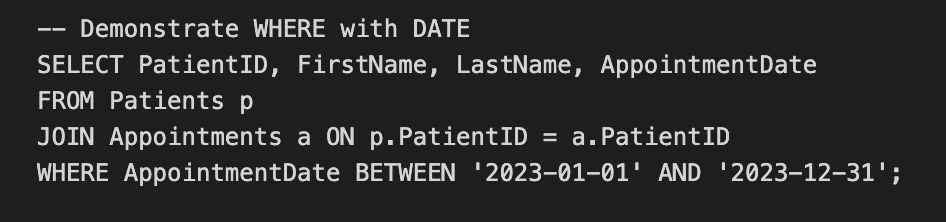 -- Demonstrate WHERE with DATE
SELECT PatientID, FirstName, LastName, AppointmentDate
FROM Patients p
JOIN Appointments a ON p.PatientID = a.PatientID
WHERE AppointmentDate BETWEEN '2023-01-01' AND '2023-12-31';